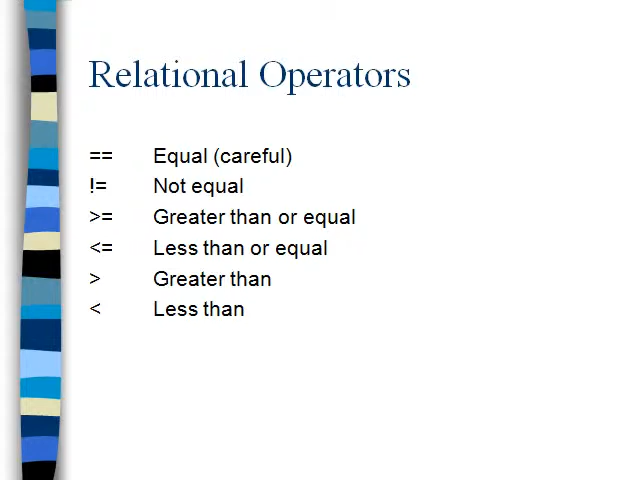 Relational Operators
== Equal (careful)
!= Not equal
>= Greater than or equal
<= Less than or equal
> Greater than
< Less than